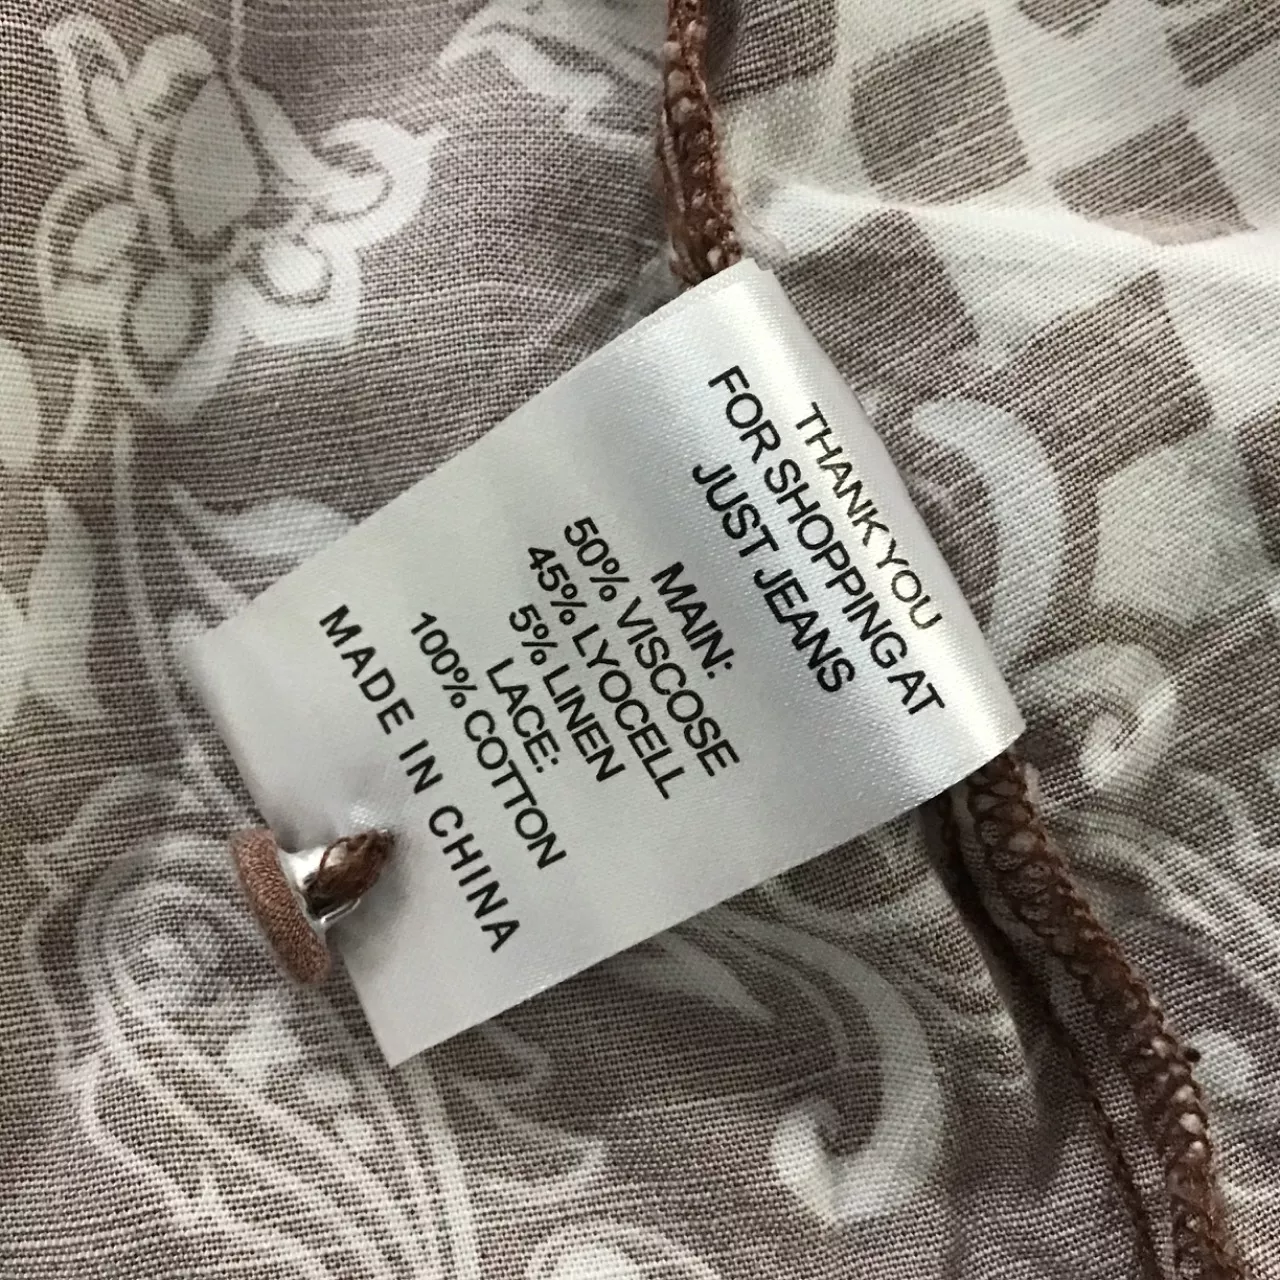 THANK YOU
FOR SHOPPING AT
JUST JEANS
MAIN:
50% VISCOSE
45% LYOCELL
5% LINEN
LACE:
100% COTTON
MADE IN CHINA